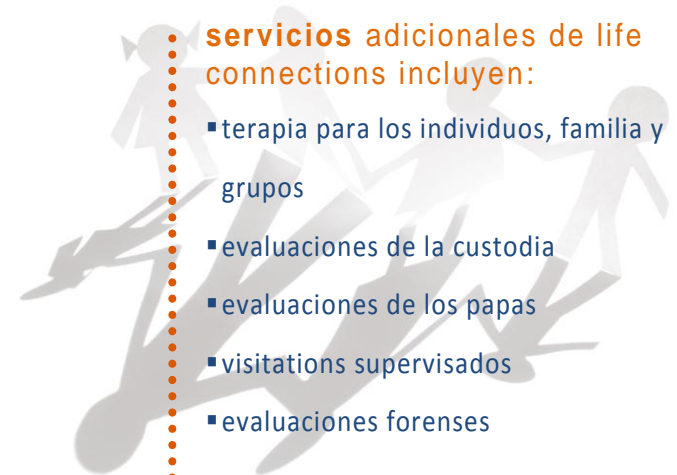 servicios adicionales de life
connections incluyen:
▪terapia para los individuos, familia y
grupos
▪evaluaciones de la custodia
▪evaluaciones de los papas
▪visitations supervisados
▪evaluaciones forenses